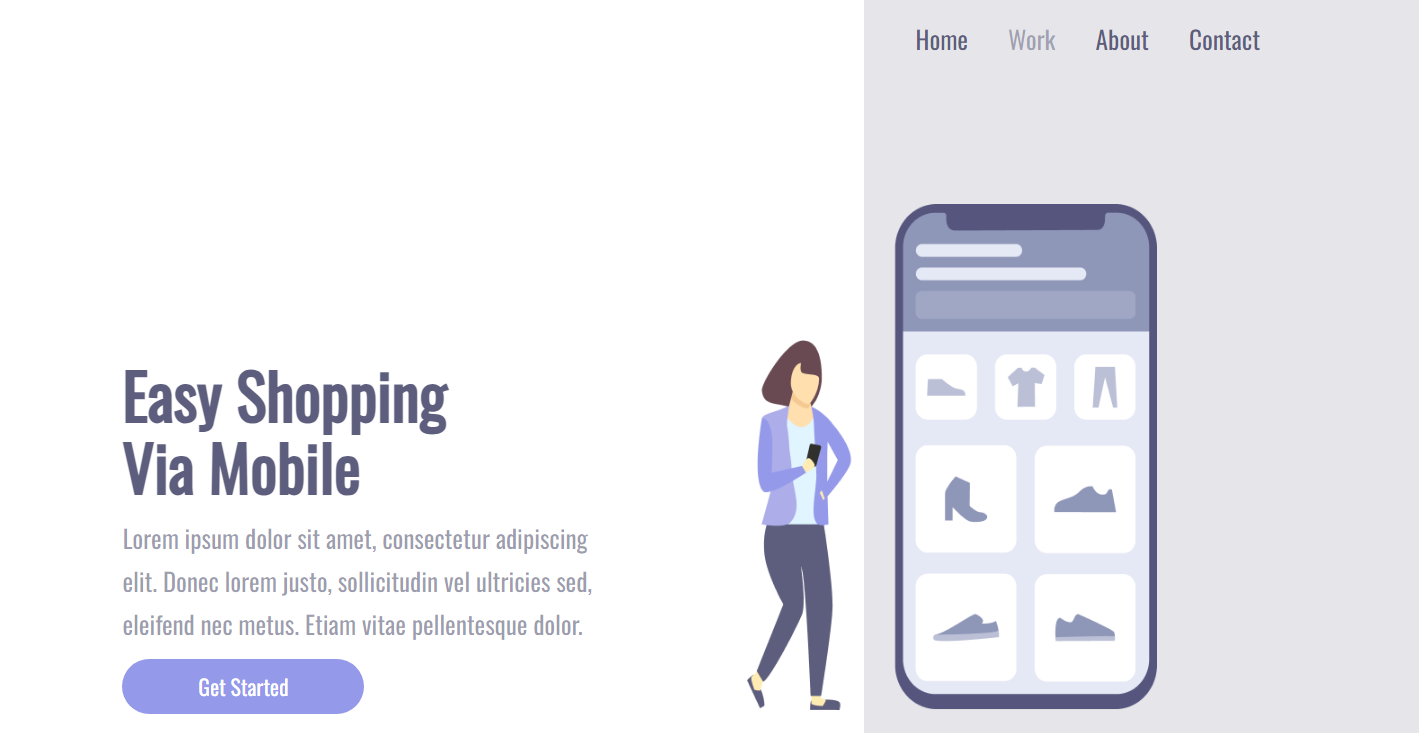 Home Work About Contact
Easy Shopping
Via Mobile
Lorem ipsum dolor sit amet, consectetur adipiscing
elit. Donec lorem justo, sollicitudin vel ultricies sed,
eleifend nec metus. Etiam vitae pellentesque dolor.
Get Started